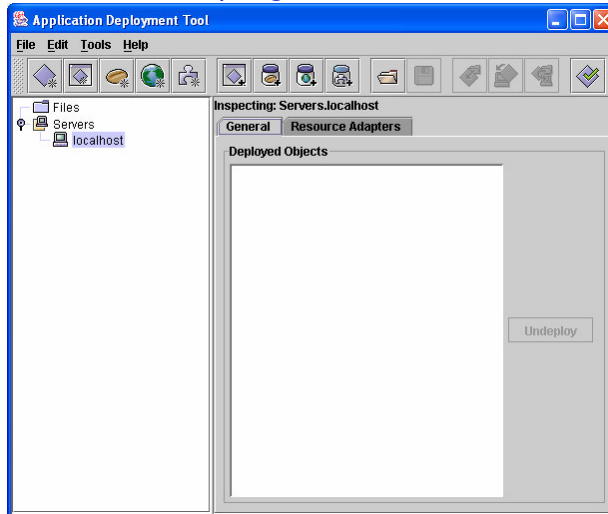 Application Deployment Tool
File Edit Tools Help
Files
Servers
localhost
Inspecting: Servers.localhost
General Resource Adapters
Deployed Objects
Undeploy